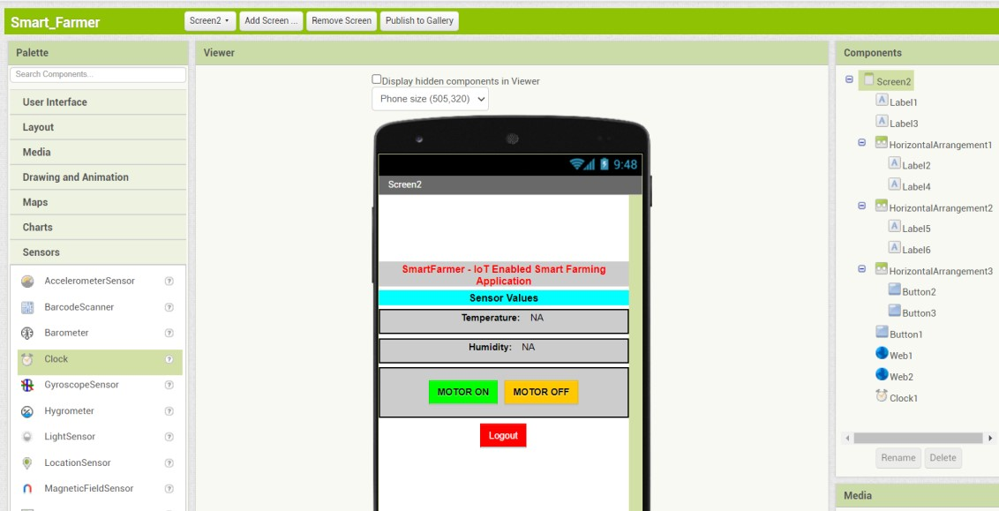 Smart_Farmer
Screen2
Add Screen ...
Remove Screen
Publish to Gallery
Palette
Search Components...
User Interface
Layout
Media
Drawing and Animation
Maps
Charts
Sensors
AccelerometerSensor
BarcodeScanner
Barometer
Clock
GyroscopeSensor
Hygrometer
LightSensor
LocationSensor
MagneticFieldSensor
Viewer
Display hidden components in Viewer
Phone size (505,320)
9:48
Screen2
SmartFarmer - IoT Enabled Smart Farming
Application
Sensor Values
Temperature: NA
Humidity: NA
MOTOR ON MOTOR OFF
Logout
Components
Screen2
Label1
Label3
HorizontalArrangement1
Label2
Label4
HorizontalArrangement2
Label5
Label6
HorizontalArrangement3
Button2
Button3
Button1
Web1
Web2
Clock1
Rename Delete
Media